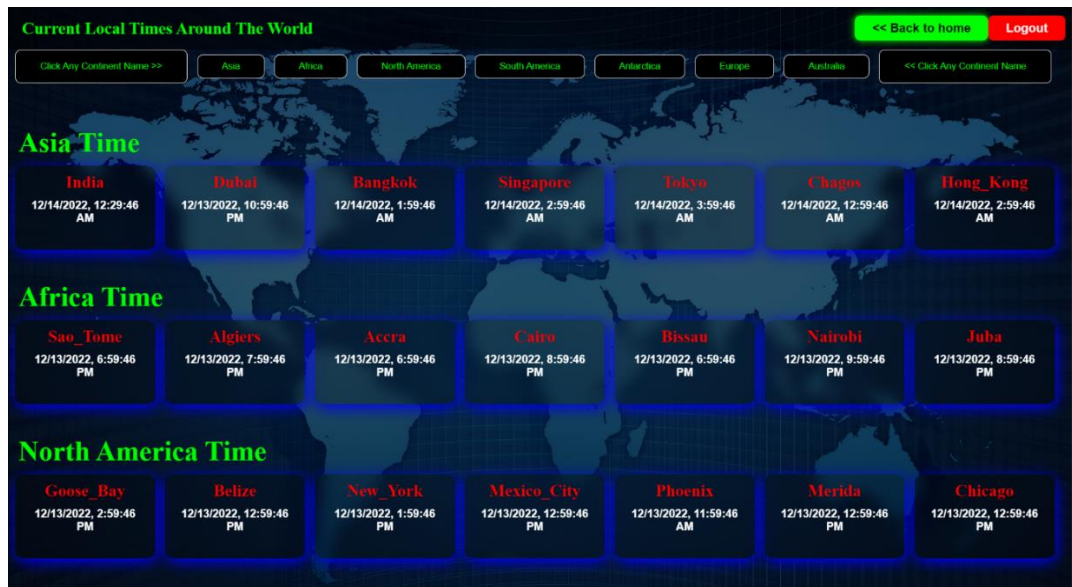 Current Local Times Around The World
<< Back to home
Logout
Click Any Continent Name >>
Asia
Africa
North America
South America
Antarctica
Europe
Australia
<< Click Any Continent Name
Asia Time
India
12/14/2022, 12:29:46
AM
Dubai
12/13/2022, 10:59:46
PM
Bangkok
12/14/2022, 1:59:46
AM
Singapore
12/14/2022, 2:59:46
AM
Tokyo
12/14/2022, 3:59:46
AM
Chagos
12/14/2022, 12:59:46
AM
Hong_Kong
12/14/2022, 2:59:46
AM
Africa Time
Sao_Tome
12/13/2022, 6:59:46
PM
Algiers
12/13/2022, 7:59:46
PM
Accra
12/13/2022, 6:59:46
PM
Cairo
12/13/2022, 8:59:46
PM
Bissau
12/13/2022, 6:59:46
PM
Nairobi
12/13/2022, 9:59:46
PM
Juba
12/13/2022, 8:59:46
PM
North America Time
Goose_Bay
12/13/2022, 2:59:46
PM
Belize
12/13/2022, 12:59:46
PM
New_York
12/13/2022, 1:59:46
PM
Mexico_City
12/13/2022, 12:59:46
PM
Phoenix
12/13/2022, 11:59:46
AM
Merida
12/13/2022, 12:59:46
PM
Chicago
12/13/2022, 12:59:46
PM